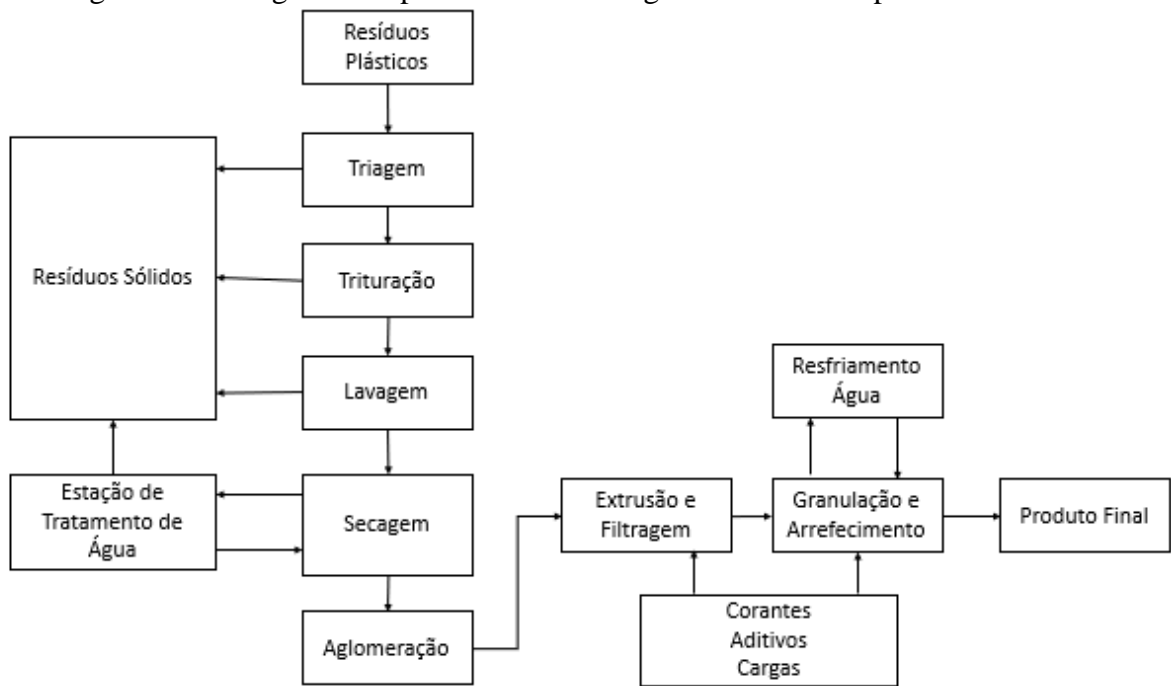 Resíduos
Plásticos
Triagem
Resíduos Sólidos
Trituração
Lavagem
Resfriamento
Água
Estação de
Tratamento de
Água
Secagem
Extrusão e
Filtragem
Granulação e
Arrefecimento
Produto Final
Aglomeração
Corantes
Aditivos
Cargas